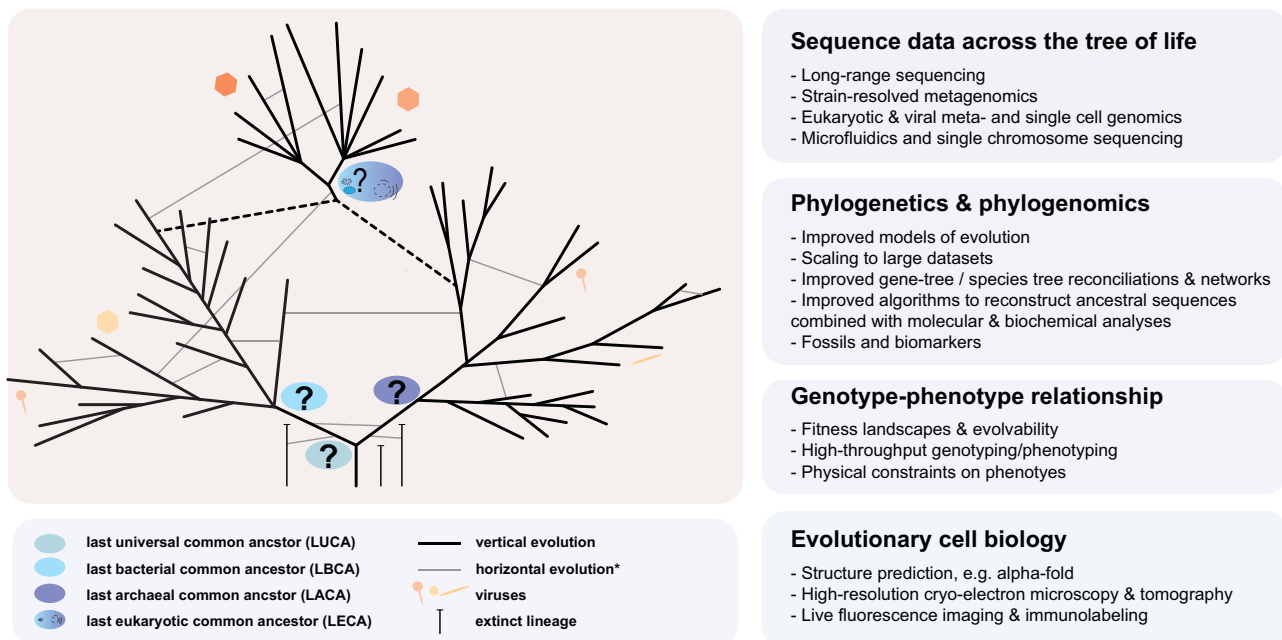 ?
?
?
?
last universal common ancstor (LUCA)
last bacterial common ancestor (LBCA)
last archaeal common ancstor (LACA)
last eukaryotic common ancestor (LECA)
vertical evolution
horizontal evolution*
viruses
extinct lineage
Sequence data across the tree of life
- Long-range sequencing
- Strain-resolved metagenomics
- Eukaryotic & viral meta- and single cell genomics
- Microfluidics and single chromosome sequencing
Phylogenetics & phylogenomics
- Improved models of evolution
- Scaling to large datasets
- Improved gene-tree / species tree reconciliations & networks
- Improved algorithms to reconstruct ancestral sequences
combined with molecular & biochemical analyses
- Fossils and biomarkers
Genotype-phenotype relationship
- Fitness landscapes & evolvability
- High-throughput genotyping/phenotyping
- Physical constraints on phenotyes
Evolutionary cell biology
- Structure prediction, e.g. alpha-fold
- High-resolution cryo-electron microscopy & tomography
- Live fluorescence imaging & immunolabeling